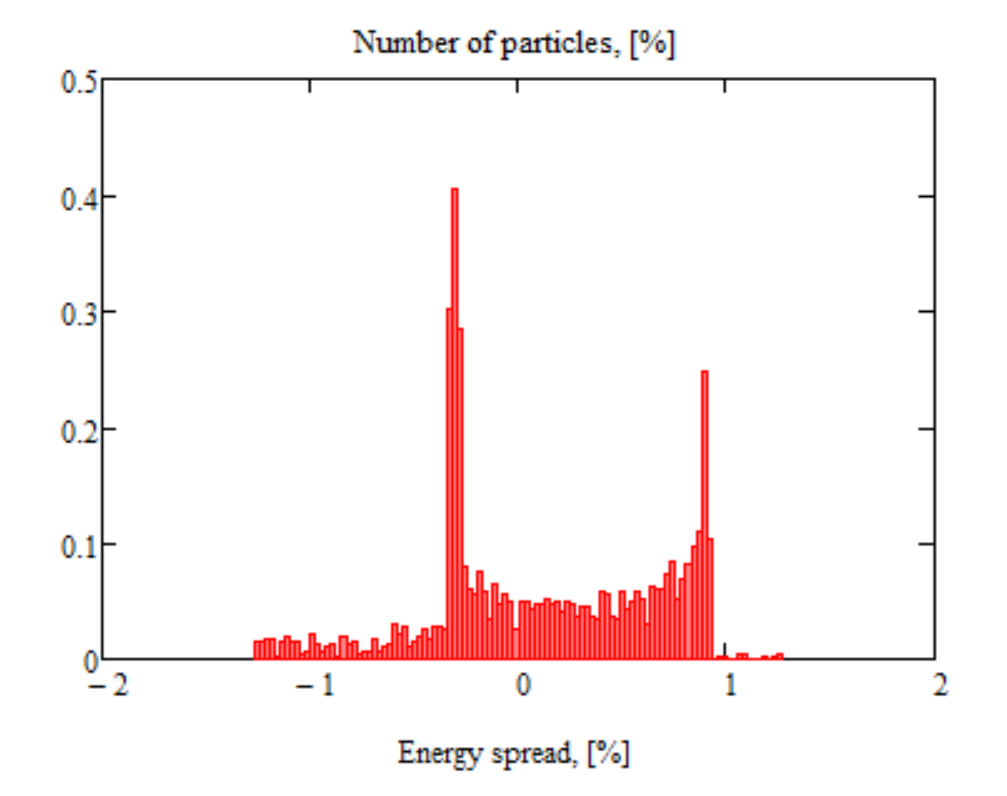 Number of particles, [%]
0.5
0.4
0.3
0.2
0.1
0
−2 −1 0 1 2
Energy spread, [%]